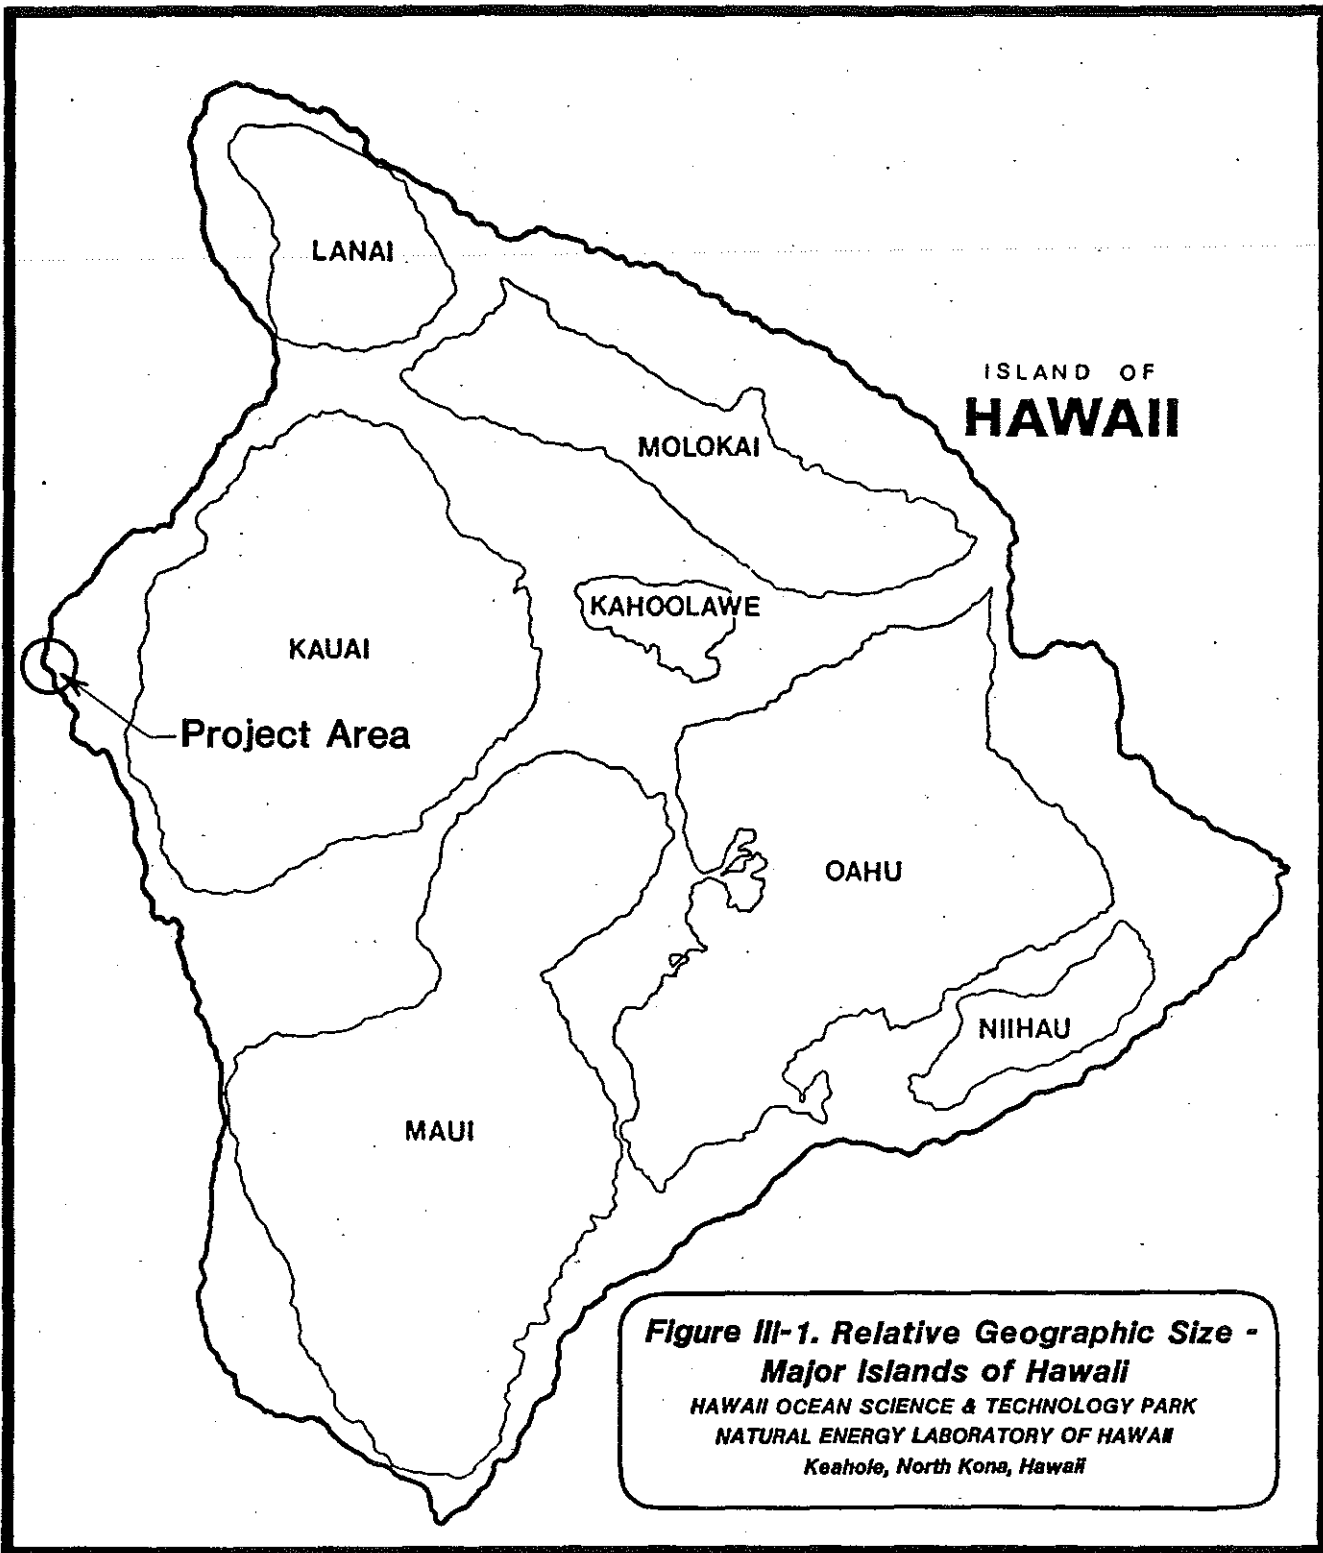 LANAI
ISLAND OF
HAWAII
MOLOKAI
KAHOOLAWE
KAUAI
Project Area
OAHU
NIIHAU
MAUI
Figure III-1. Relative Geographic Size -
Major Islands of Hawaii
HAWAII OCEAN SCIENCE & TECHNOLOGY PARK
NATURAL ENERGY LABORATORY OF HAWAII
Keahole, North Kona, Hawaii